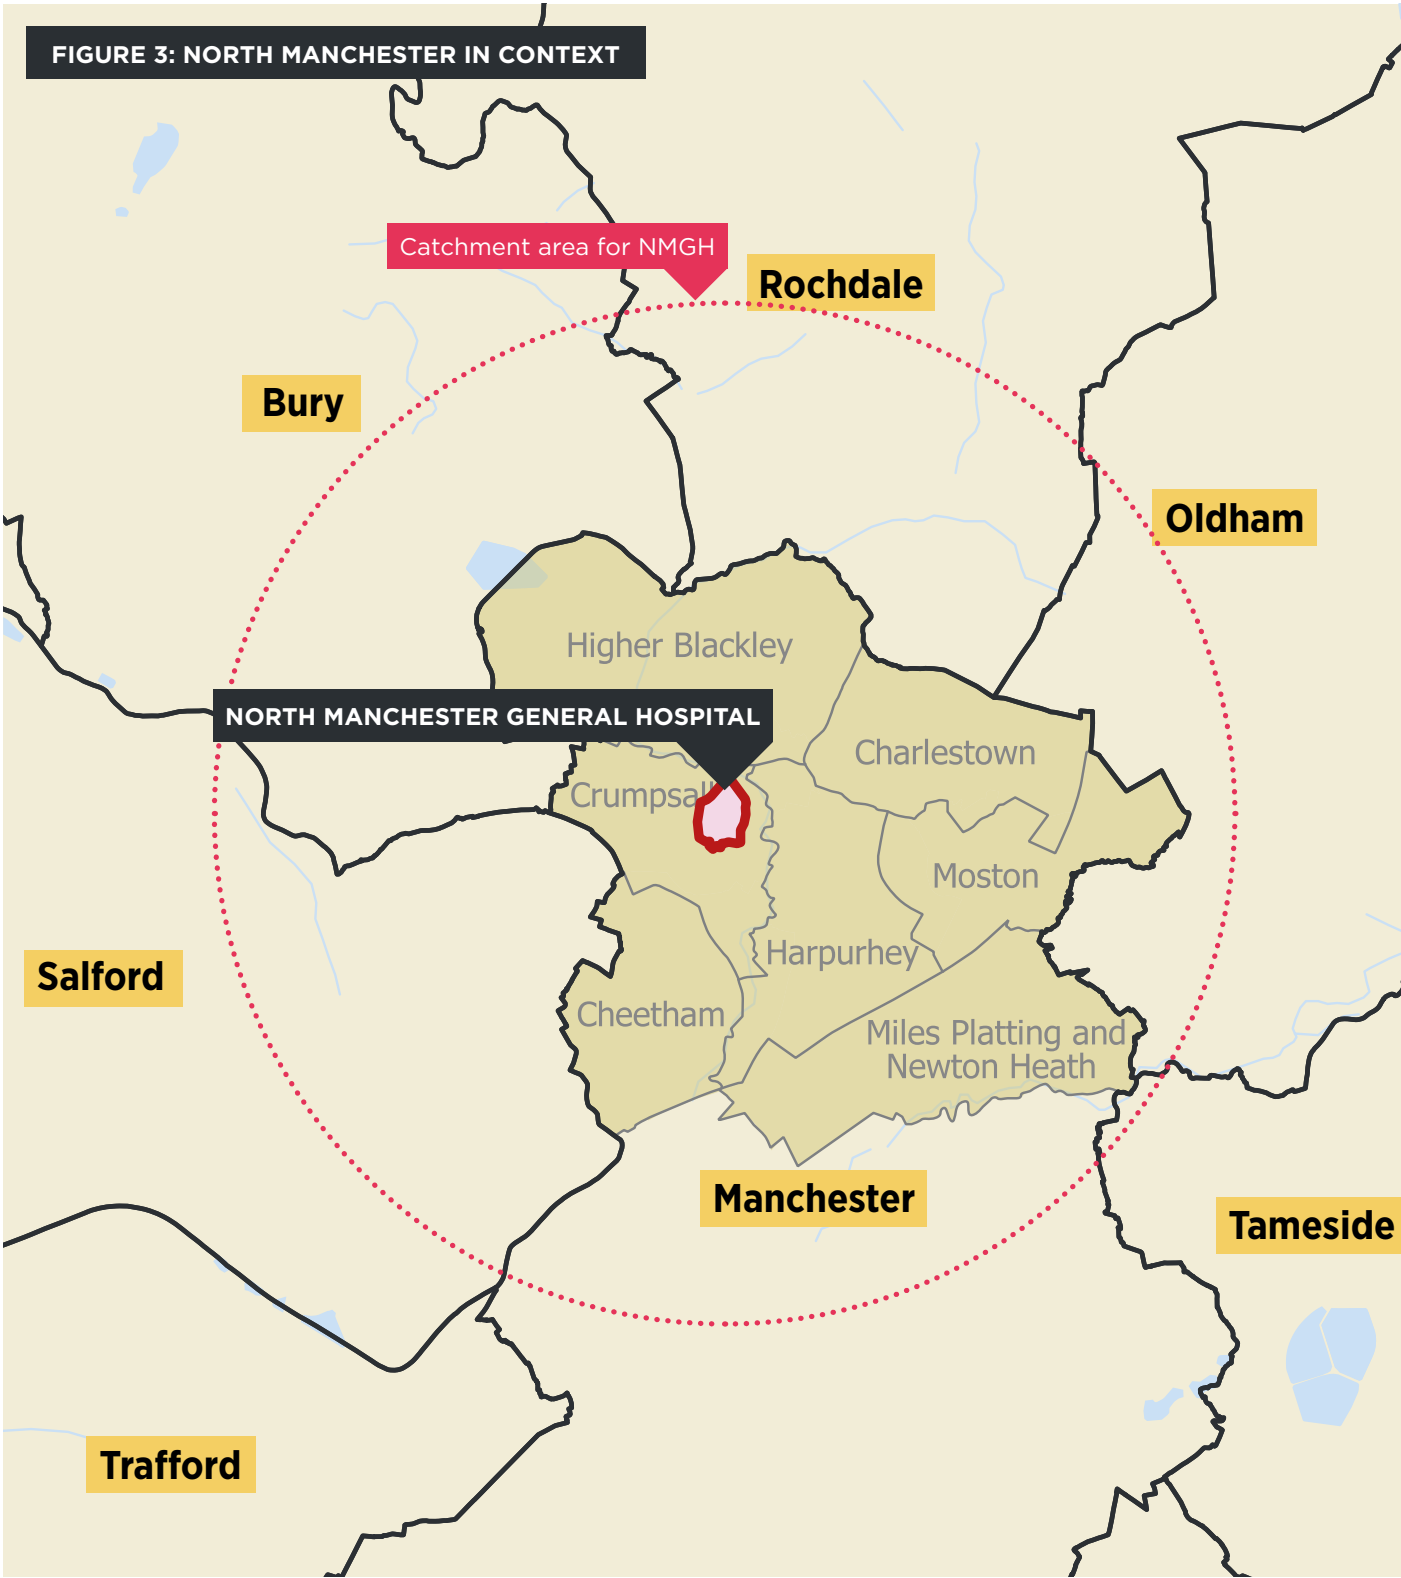 FIGURE 3: NORTH MANCHESTER IN CONTEXT
Catchment area for NMGH
Rochdale
Bury
Oldham
Higher Blackley
NORTH MANCHESTER GENERAL HOSPITAL
Charlestown
Crumpsall
Moston
Harpurhey
Salford
Cheetham
Miles Platting and
Newton Heath
Manchester
Tameside
Trafford